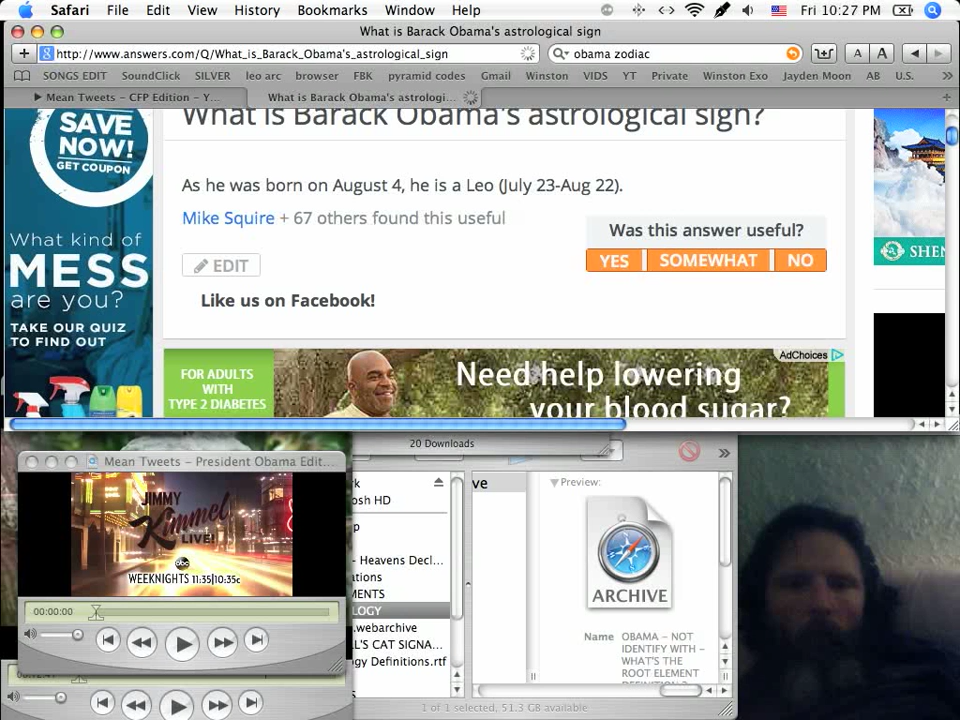 Safari File Edit View History Bookmarks Window Help Fri 10:27 PM
What is Barack Obama's astrological sign
http://www.answers.com/Q/What_is_Barack_Obama's_astrological_sign obama zodiac A A
SONGS EDIT SoundClick SILVER leo arc browser FBK pyramid codes Gmail Winston VIDS YT Private Winston Exo Jayden Moon AB U.S.
Mean Tweets – CFP Edition – Y... What is Barack Obama's astrologi...
What is Barack Obama's astrological sign?
SAVE
NOW!
GET COUPON
As he was born on August 4, he is a Leo (July 23-Aug 22).
Mike Squire + 67 others found this useful
Was this answer useful?
YES SOMEWHAT NO
EDIT
Like us on Facebook!
What kind of
MESS
are you?
TAKE OUR QUIZ
TO FIND OUT
SHEN
AdChoices
FOR ADULTS
WITH
TYPE 2 DIABETES
Need help lowering
your blood sugar?
20 Downloads
Mean Tweets – President Obama Edit...
JIMMY
Kimmel
LIVE!
abc
WEEKNIGHTS 11:35|10:35c
00:00:00
rk
osh HD
p
– Heavens Decl...
ations
MENTS
LOGY
.webarchive
LL'S CAT SIGNA...
gy Definitions.rtf
ve
Preview:
ARCHIVE
Name OBAMA – NOT
IDENTIFY WITH –
WHAT'S THE
ROOT ELEMENT
1 of 1 selected, 51.3 GB available